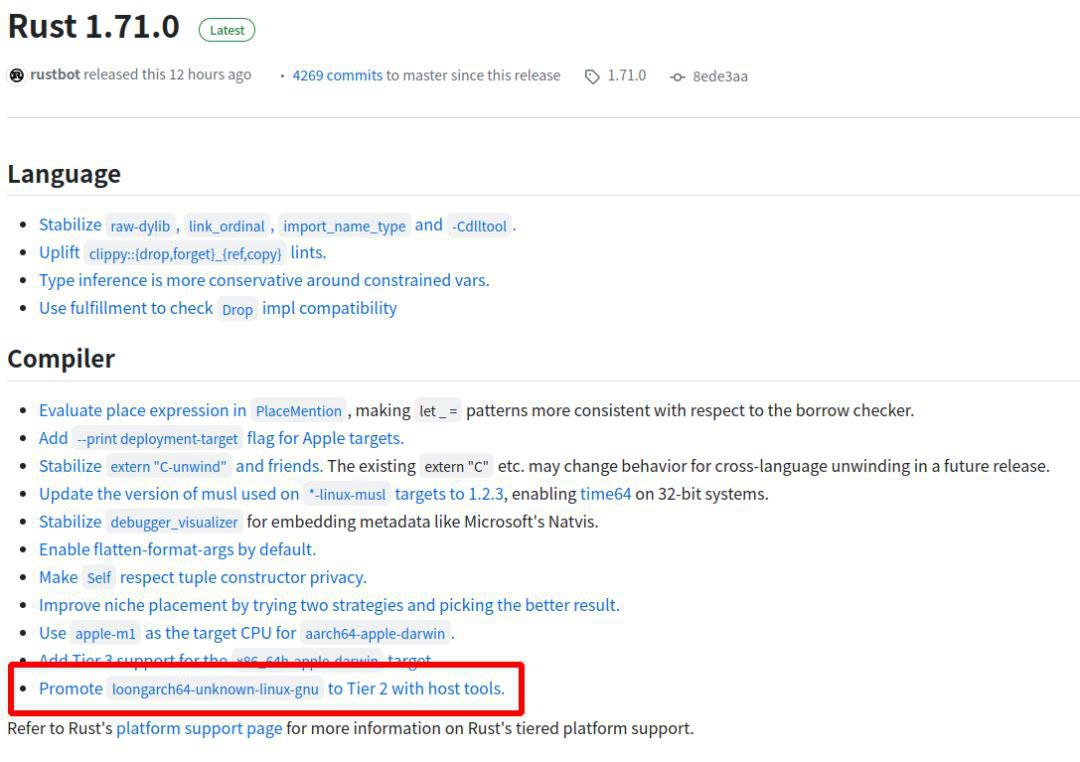 Rust 1.71.0 Latest
rustbot released this 12 hours ago · 4269 commits to master since this release 1.71.0 8ede3aa
Language
• Stabilize raw-dylib , link_ordinal , import_name_type and -Cdlltool .
• Uplift clippy::{drop,forget}_{ref,copy} lints.
• Type inference is more conservative around constrained vars.
• Use fulfillment to check Drop impl compatibility
Compiler
• Evaluate place expression in PlaceMention , making let _ = patterns more consistent with respect to the borrow checker.
• Add --print deployment-target flag for Apple targets.
• Stabilize extern "C-unwind" and friends. The existing extern "C" etc. may change behavior for cross-language unwinding in a future release.
• Update the version of musl used on *-linux-musl targets to 1.2.3, enabling time64 on 32-bit systems.
• Stabilize debugger_visualizer for embedding metadata like Microsoft's Natvis.
• Enable flatten-format-args by default.
• Make Self respect tuple constructor privacy.
• Improve niche placement by trying two strategies and picking the better result.
• Use apple-m1 as the target CPU for aarch64-apple-darwin .
• Add Tier 3 support for the x86_64h-apple-darwin target.
• Promote loongarch64-unknown-linux-gnu to Tier 2 with host tools.
Refer to Rust's platform support page for more information on Rust's tiered platform support.